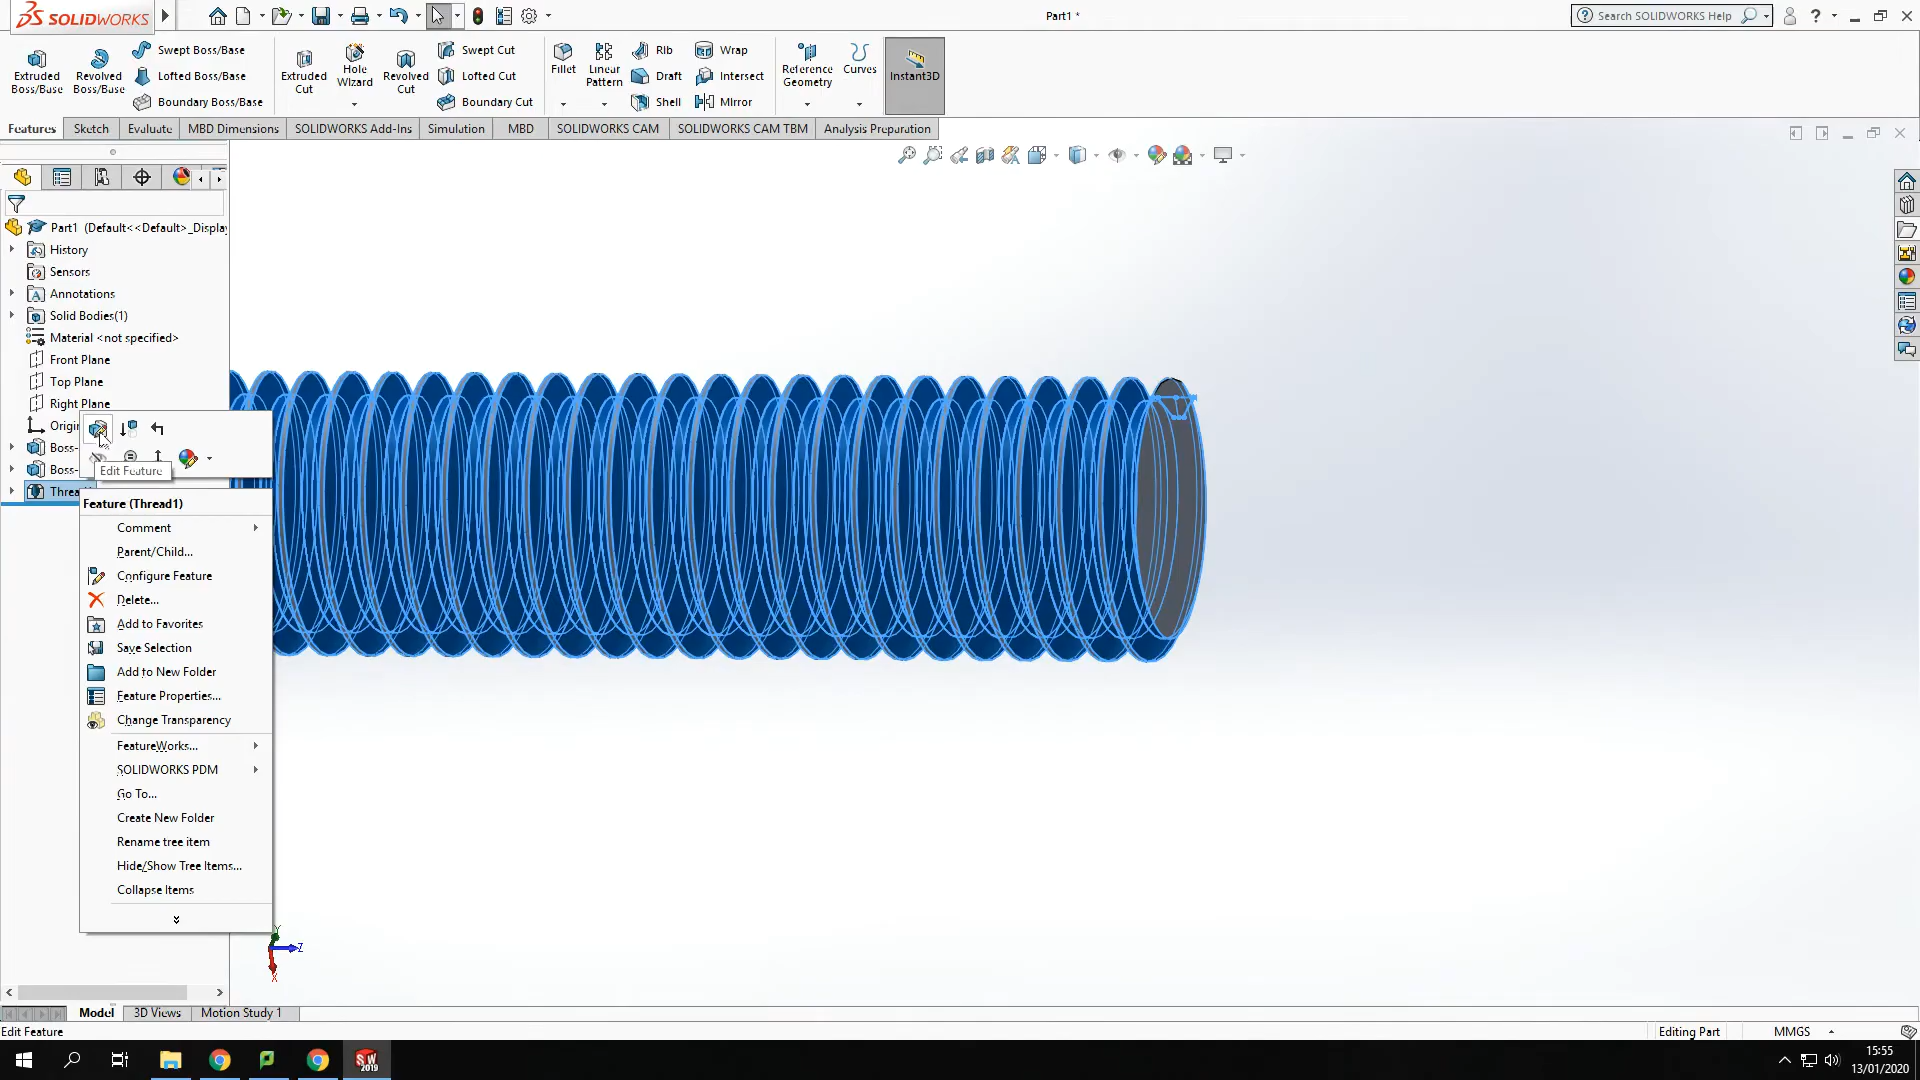 SOLIDWORKS
Part1 *
Search SOLIDWORKS Help
Extruded Boss/Base
Revolved Boss/Base
Swept Boss/Base
Lofted Boss/Base
Boundary Boss/Base
Extruded Cut
Hole Wizard
Revolved Cut
Swept Cut
Lofted Cut
Boundary Cut
Fillet
Linear Pattern
Rib
Draft
Shell
Wrap
Intersect
Mirror
Reference Geometry
Curves
Instant3D
Features
Sketch
Evaluate
MBD Dimensions
SOLIDWORKS Add-Ins
Simulation
MBD
SOLIDWORKS CAM
SOLIDWORKS CAM TBM
Analysis Preparation
Part1 (Default<<Default>_Display
History
Sensors
Annotations
Solid Bodies(1)
Material <not specified>
Front Plane
Top Plane
Right Plane
Origi
Boss-
Boss-
Edit Feature
Threa
Feature (Thread1)
Comment
Parent/Child...
Configure Feature
Delete...
Add to Favorites
Save Selection
Add to New Folder
Feature Properties...
Change Transparency
FeatureWorks...
SOLIDWORKS PDM
Go To...
Create New Folder
Rename tree item
Hide/Show Tree Items...
Collapse Items
Y
Z
X
Model
3D Views
Motion Study 1
Edit Feature
Editing Part
MMGS
SW 2019
15:55
13/01/2020